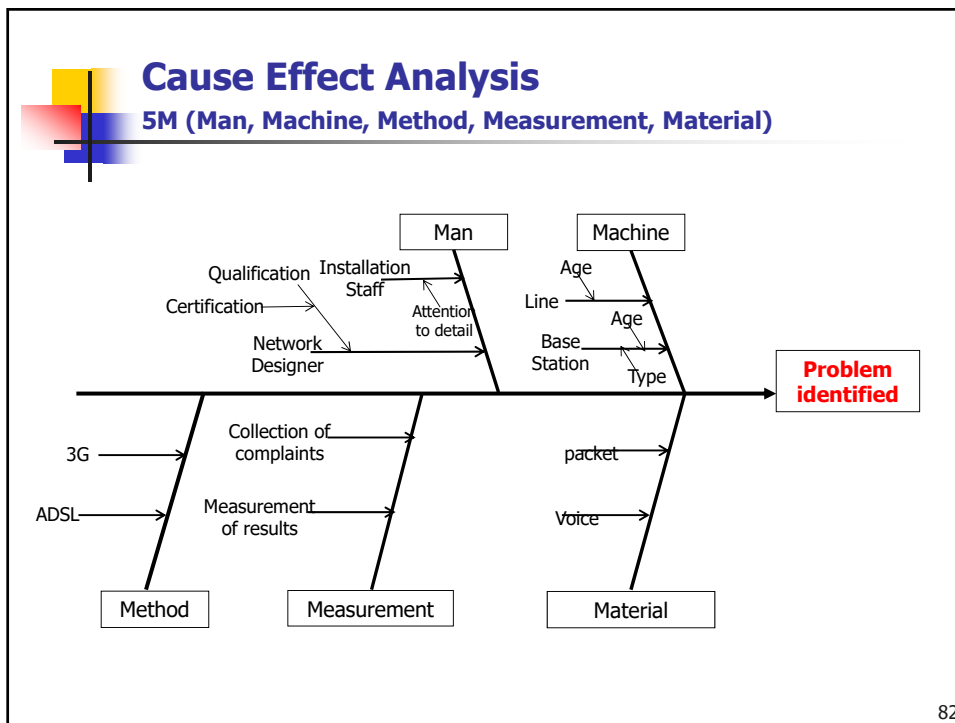 Cause Effect Analysis
5M (Man, Machine, Method, Measurement, Material)
Man
Machine
Qualification
Installation
Staff
Age
Certification
Line
Attention
to detail
Age
Network
Designer
Base
Station
Type
Problem
identified
Collection of
complaints
3G
packet
ADSL
Measurement
of results
Voice
Method
Measurement
Material
82